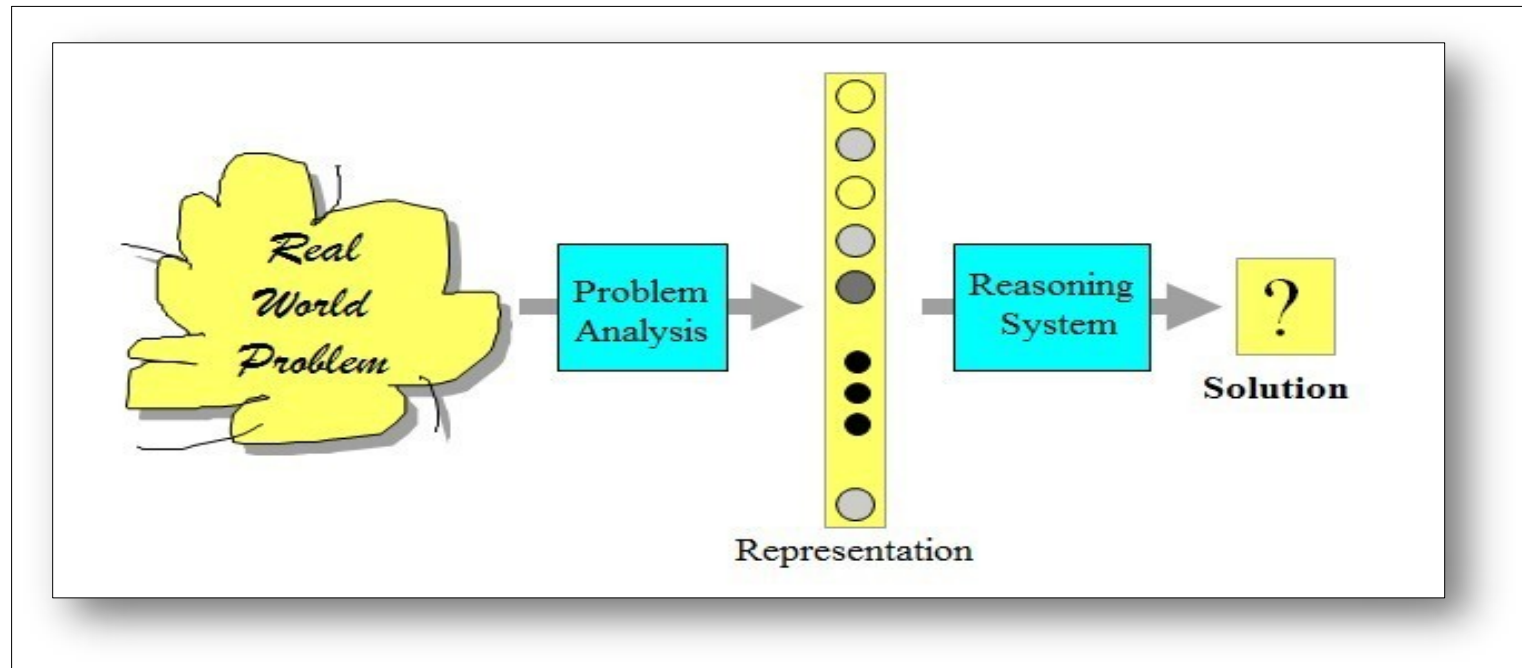 Real
World
Problem
Problem
Analysis
Representation
Reasoning
System
?
Solution